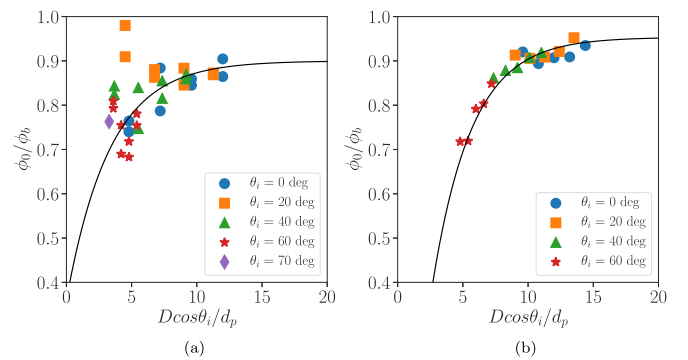 1.0
0.9
0.8
0.7
0.6
0.5
0.4
ϕ₀/ϕ_b
0 5 10 15 20
Dcosθᵢ/dₚ
θᵢ = 0 deg
θᵢ = 20 deg
θᵢ = 40 deg
θᵢ = 60 deg
θᵢ = 70 deg
(a)
1.0
0.9
0.8
0.7
0.6
0.5
0.4
ϕ₀/ϕ_b
0 5 10 15 20
Dcosθᵢ/dₚ
θᵢ = 0 deg
θᵢ = 20 deg
θᵢ = 40 deg
θᵢ = 60 deg
(b)